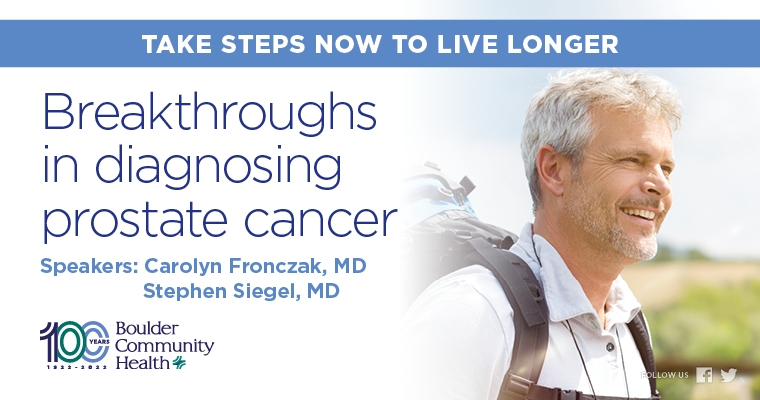 TAKE STEPS NOW TO LIVE LONGER
Breakthroughs
in diagnosing
prostate cancer
Speakers: Carolyn Fronczak, MD
Stephen Siegel, MD
100 YEARS
1922-2022
Boulder
Community
Health
FOLLOW US